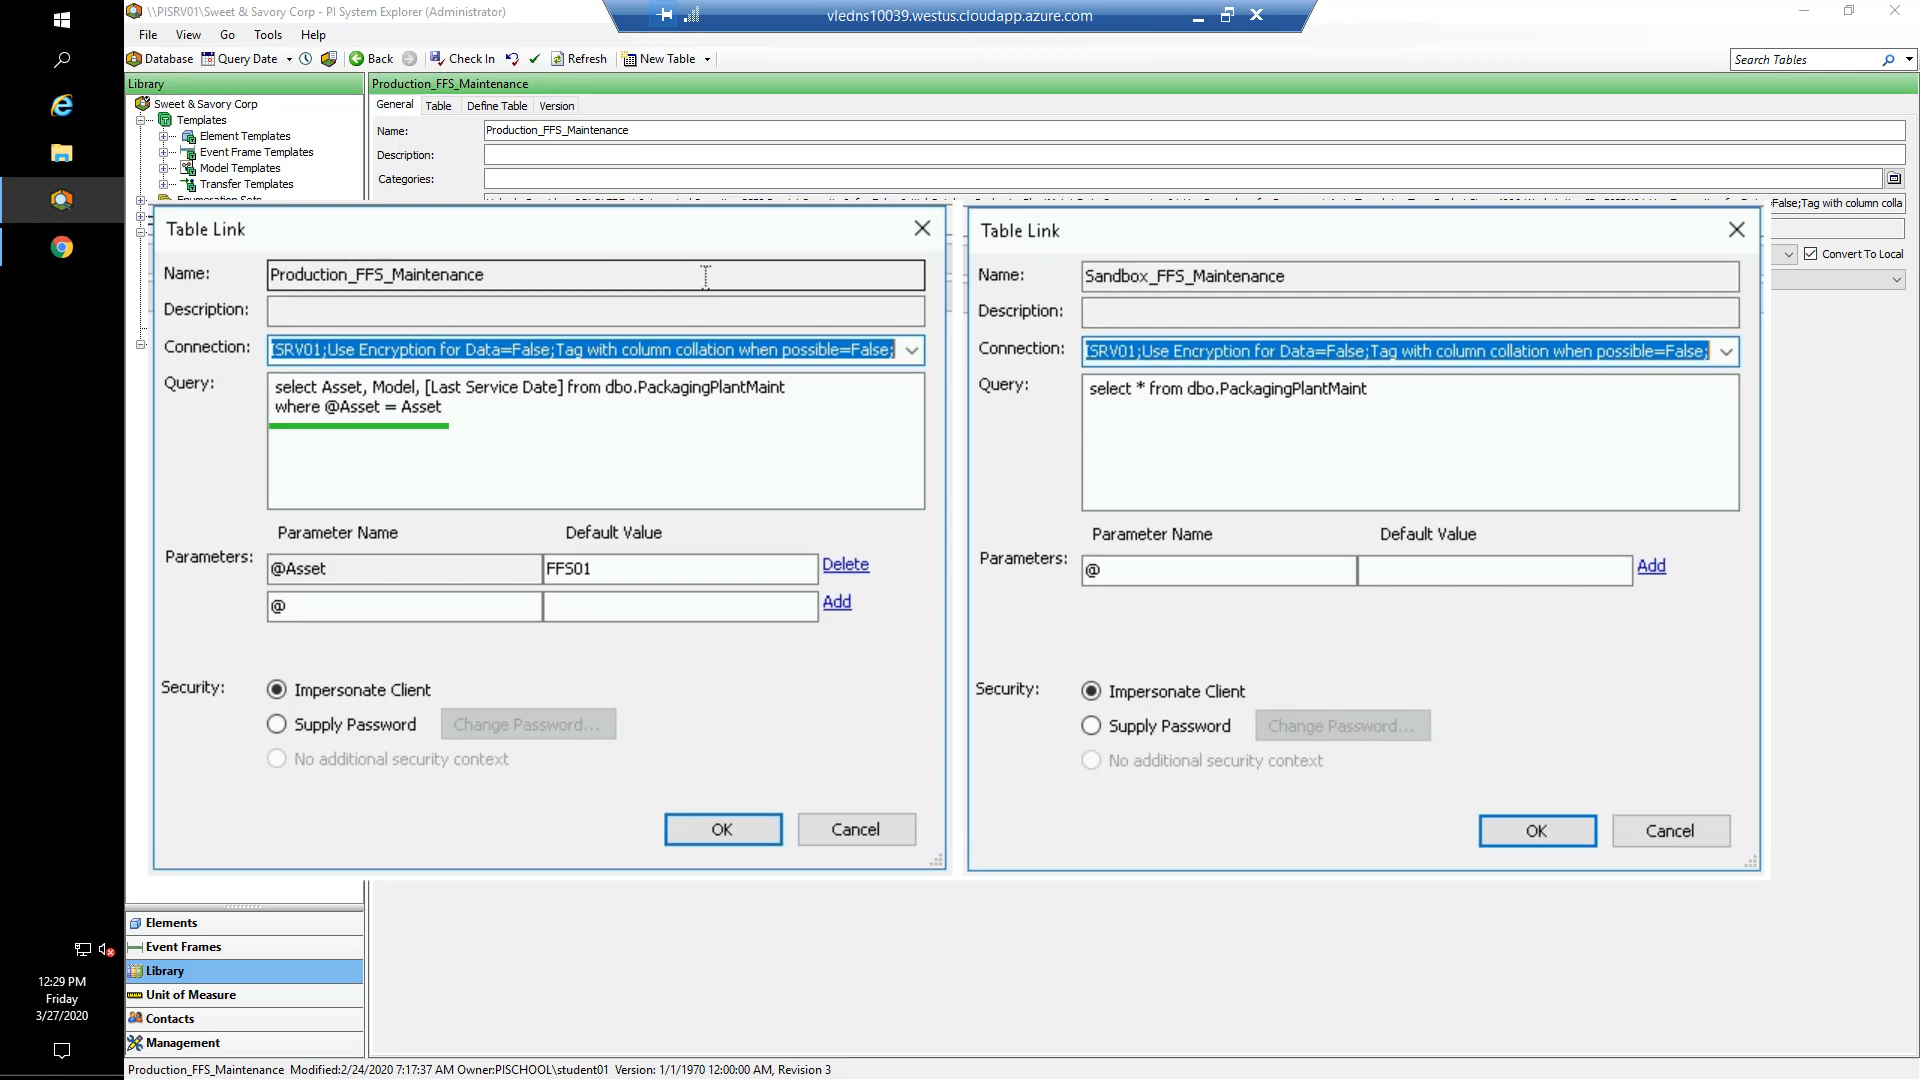 \\PISRV01\Sweet & Savory Corp - PI System Explorer (Administrator)
vledns10039.westus.cloudapp.azure.com
File View Go Tools Help
Database Query Date Back Check In Refresh New Table
Search Tables
Library
Production_FFS_Maintenance
Sweet & Savory Corp
Templates
Element Templates
Event Frame Templates
Model Templates
Transfer Templates
General Table Define Table Version
Name: Production_FFS_Maintenance
Description:
Categories:
=False;Tag with column colla
Convert To Local
Table Link
Name: Production_FFS_Maintenance
Description:
Connection: ISRV01;Use Encryption for Data=False;Tag with column collation when possible=False;
Query: select Asset, Model, [Last Service Date] from dbo.PackagingPlantMaint
where @Asset = Asset
Parameter Name Default Value
Parameters: @Asset FFS01 Delete
@ Add
Security: Impersonate Client
Supply Password Change Password...
No additional security context
OK Cancel
Table Link
Name: Sandbox_FFS_Maintenance
Description:
Connection: ISRV01;Use Encryption for Data=False;Tag with column collation when possible=False;
Query: select * from dbo.PackagingPlantMaint
Parameter Name Default Value
Parameters: @ Add
Security: Impersonate Client
Supply Password Change Password...
No additional security context
OK Cancel
Elements
Event Frames
Library
Unit of Measure
Contacts
Management
12:29 PM
Friday
3/27/2020
Production_FFS_Maintenance Modified:2/24/2020 7:17:37 AM Owner:PISCHOOL\student01 Version: 1/1/1970 12:00:00 AM, Revision 3